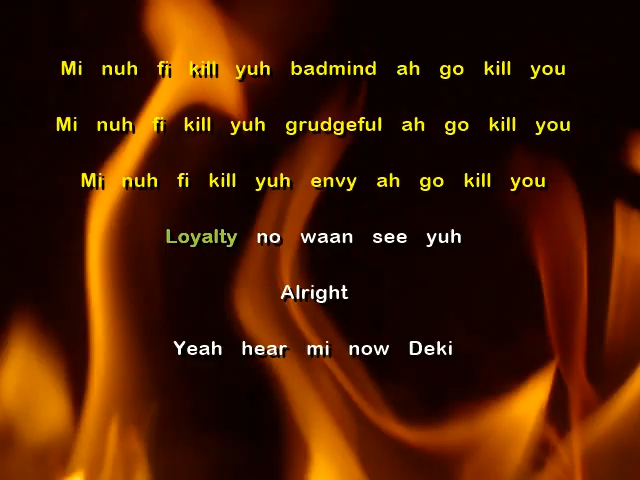 Mi nuh fi kill yuh badmind ah go kill you
Mi nuh fi kill yuh grudgeful ah go kill you
Mi nuh fi kill yuh envy ah go kill you
Loyalty no waan see yuh
Alright
Yeah hear mi now Deki